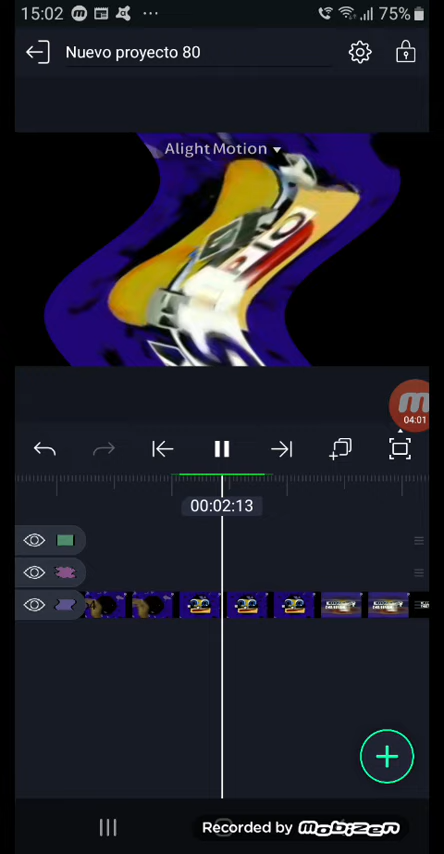 15:02
75%
Nuevo proyecto 80
Alight Motion
04:01
00:02:13
Recorded by MOBIZEN